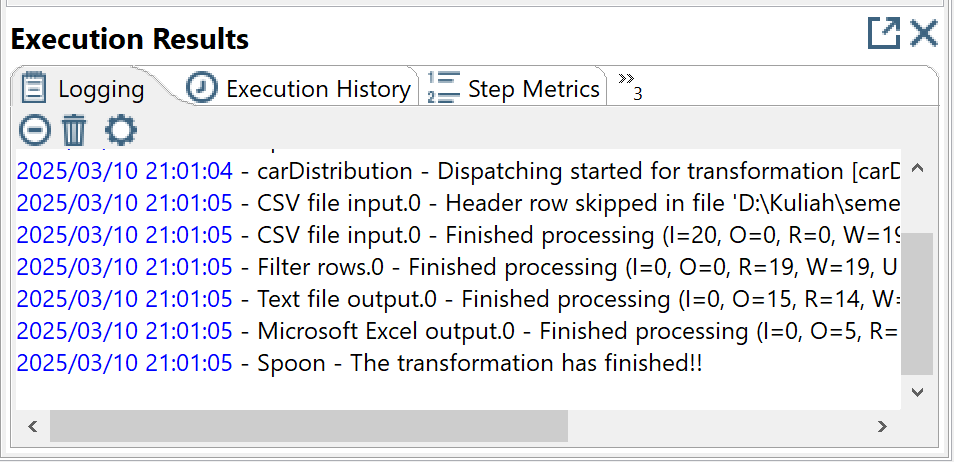 Execution Results
Logging Execution History Step Metrics » 3
2025/03/10 21:01:04 - carDistribution - Dispatching started for transformation [carD
2025/03/10 21:01:05 - CSV file input.0 - Header row skipped in file 'D:\Kuliah\seme
2025/03/10 21:01:05 - CSV file input.0 - Finished processing (I=20, O=0, R=0, W=19
2025/03/10 21:01:05 - Filter rows.0 - Finished processing (I=0, O=0, R=19, W=19, U
2025/03/10 21:01:05 - Text file output.0 - Finished processing (I=0, O=15, R=14, W=
2025/03/10 21:01:05 - Microsoft Excel output.0 - Finished processing (I=0, O=5, R=
2025/03/10 21:01:05 - Spoon - The transformation has finished!!